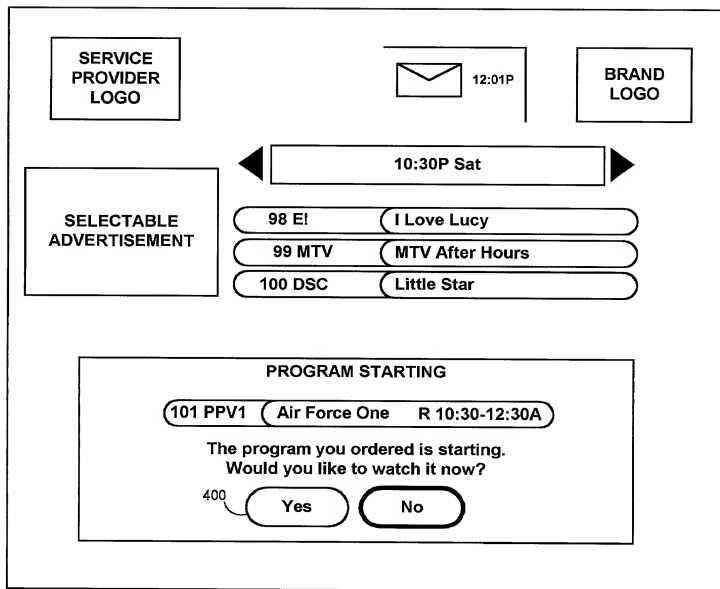 SERVICE
PROVIDER
LOGO
12:01P
BRAND
LOGO
10:30P Sat
SELECTABLE
ADVERTISEMENT
98 E! I Love Lucy
99 MTV MTV After Hours
100 DSC Little Star
PROGRAM STARTING
101 PPV1 Air Force One R 10:30-12:30A
The program you ordered is starting.
Would you like to watch it now?
400 Yes No